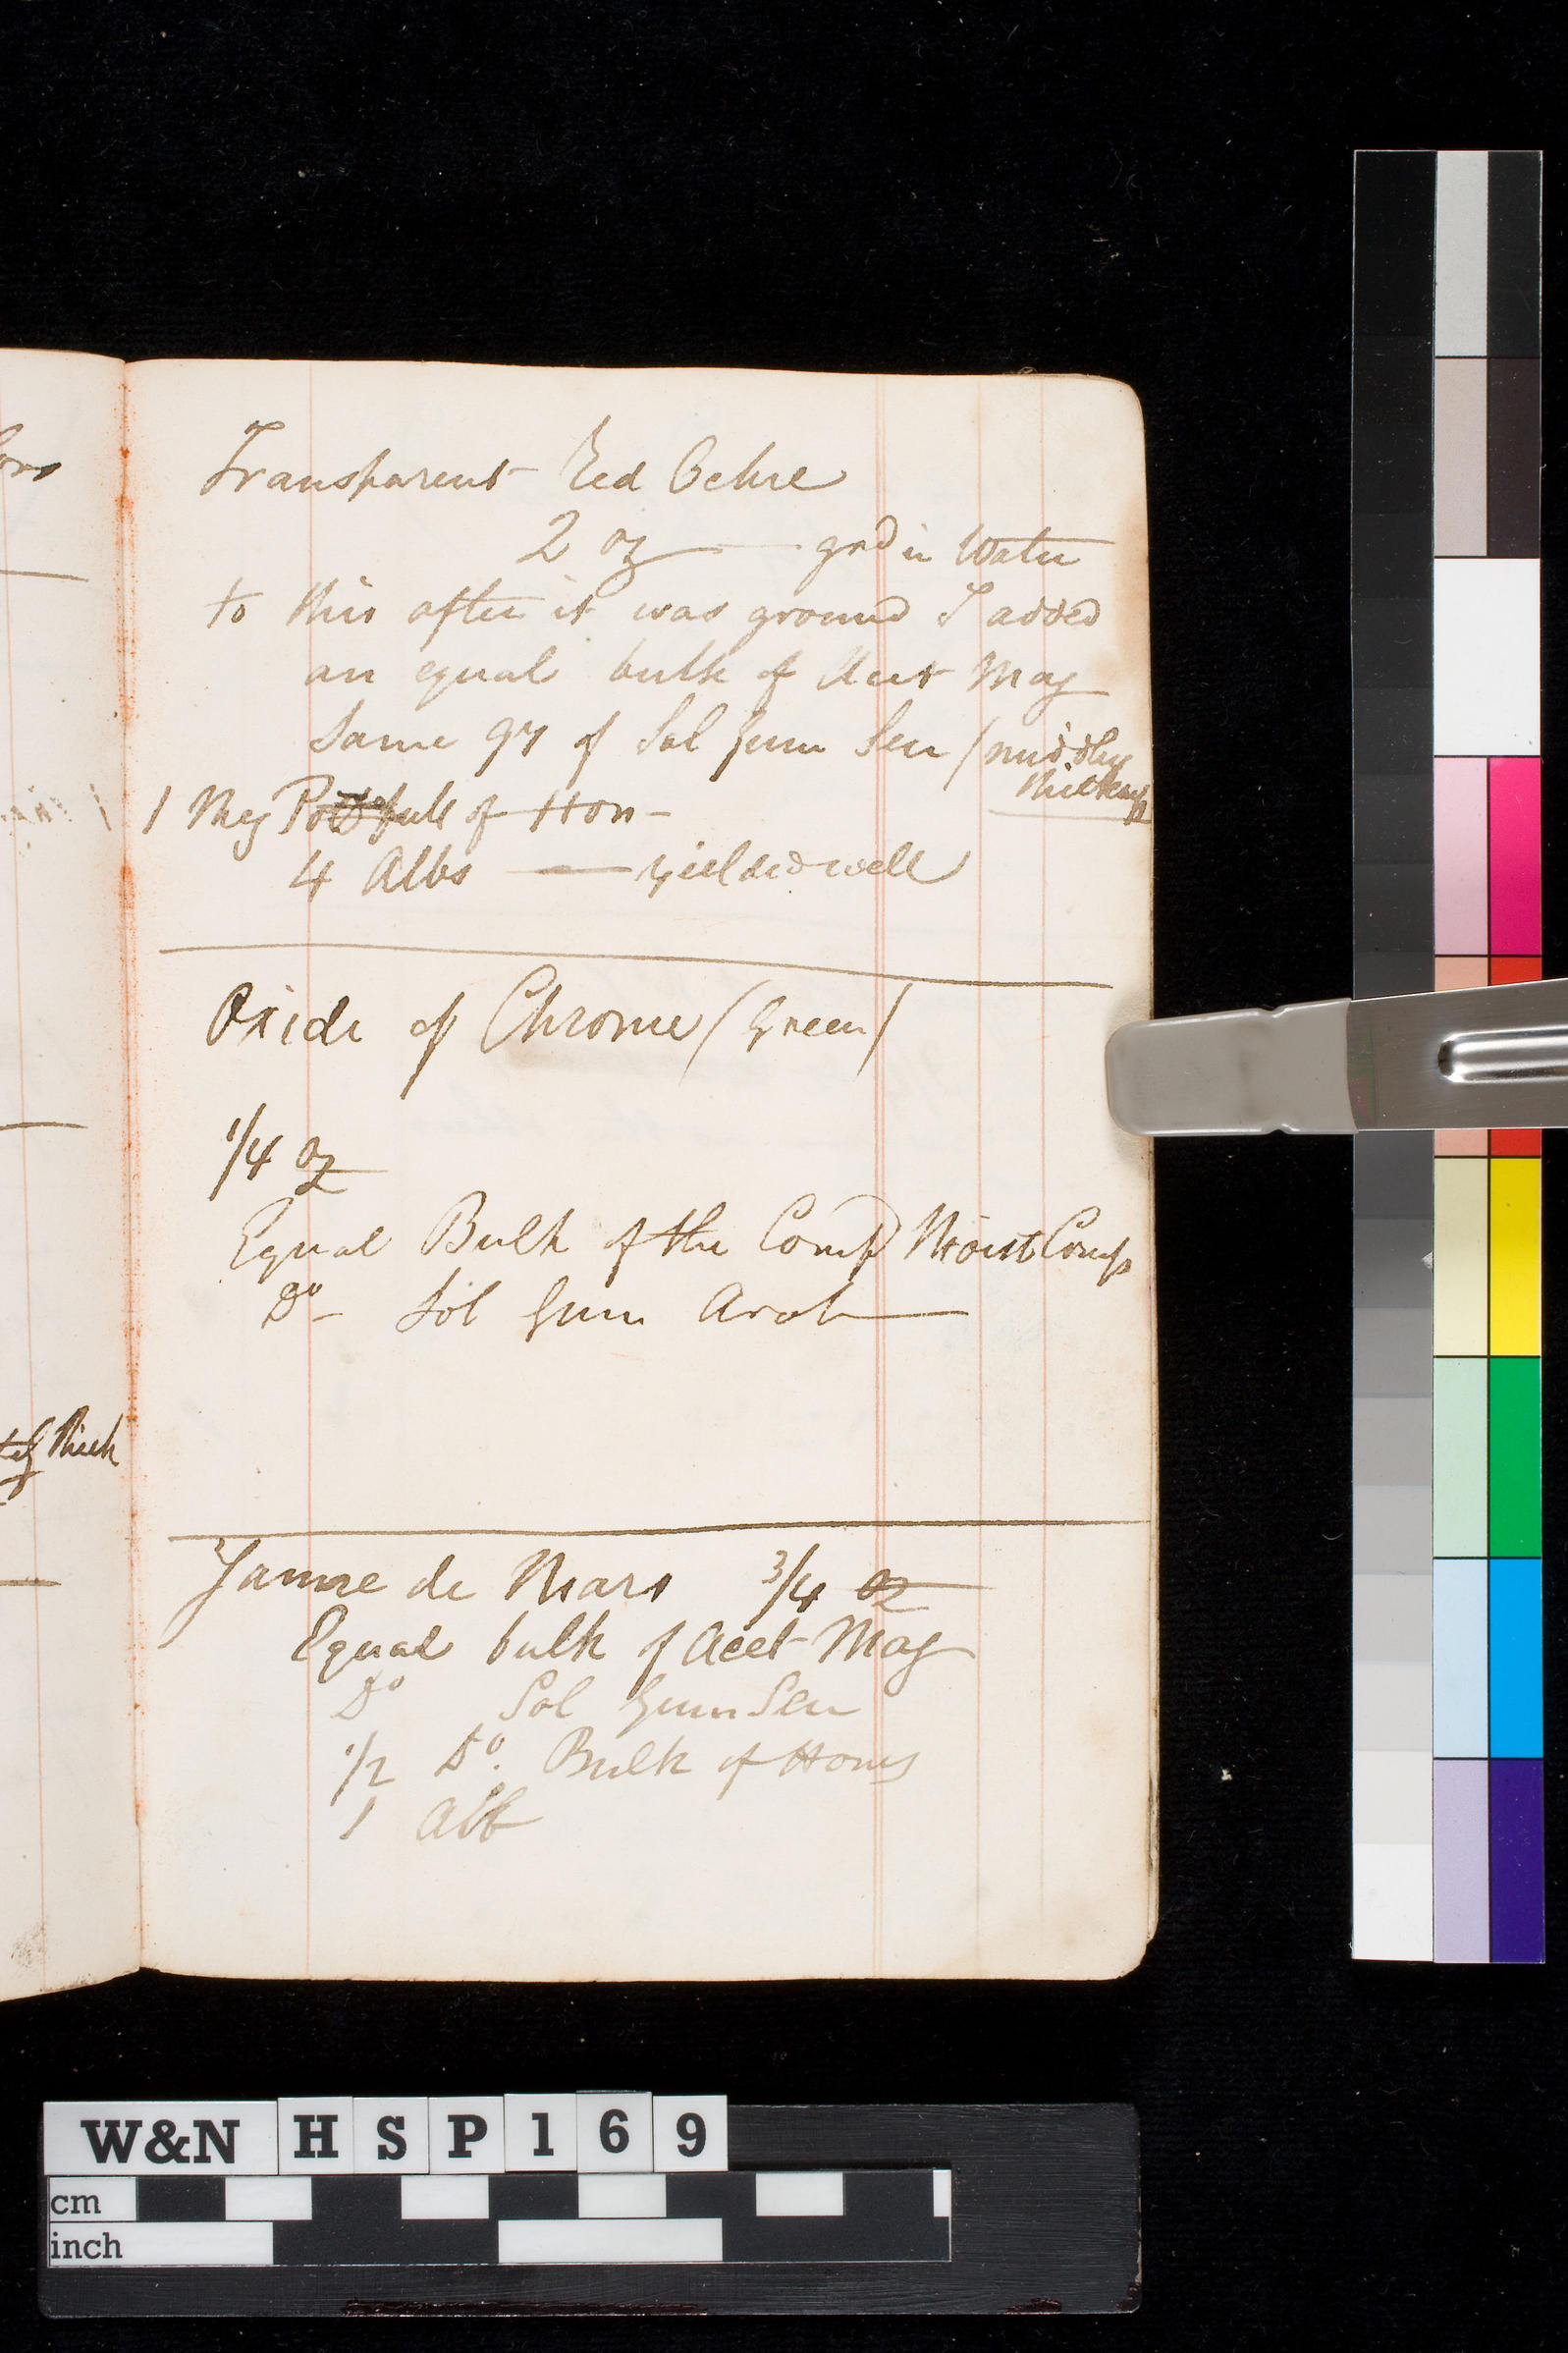 Transparent Red Ochre
2 oz — grd in Water
to this after it was ground I added
an equal bulk of Acet Mag
Same qy of Sol Gum Sen (middling
thick
1 Meg Pot full of Hon-
4 Albs — yielded well
Oxide of Chrome (Green)
1/4 oz
Equal Bulk of the Compd Moist Comp
Do- Sol Gum Arab
thick
Jaune de Mars 3/4 oz
Equal bulk of Acet Mag
Do Sol Gum Sen
1/2 Do. Bulk of Hony
1 Alb
W&N HSP169
cm
inch